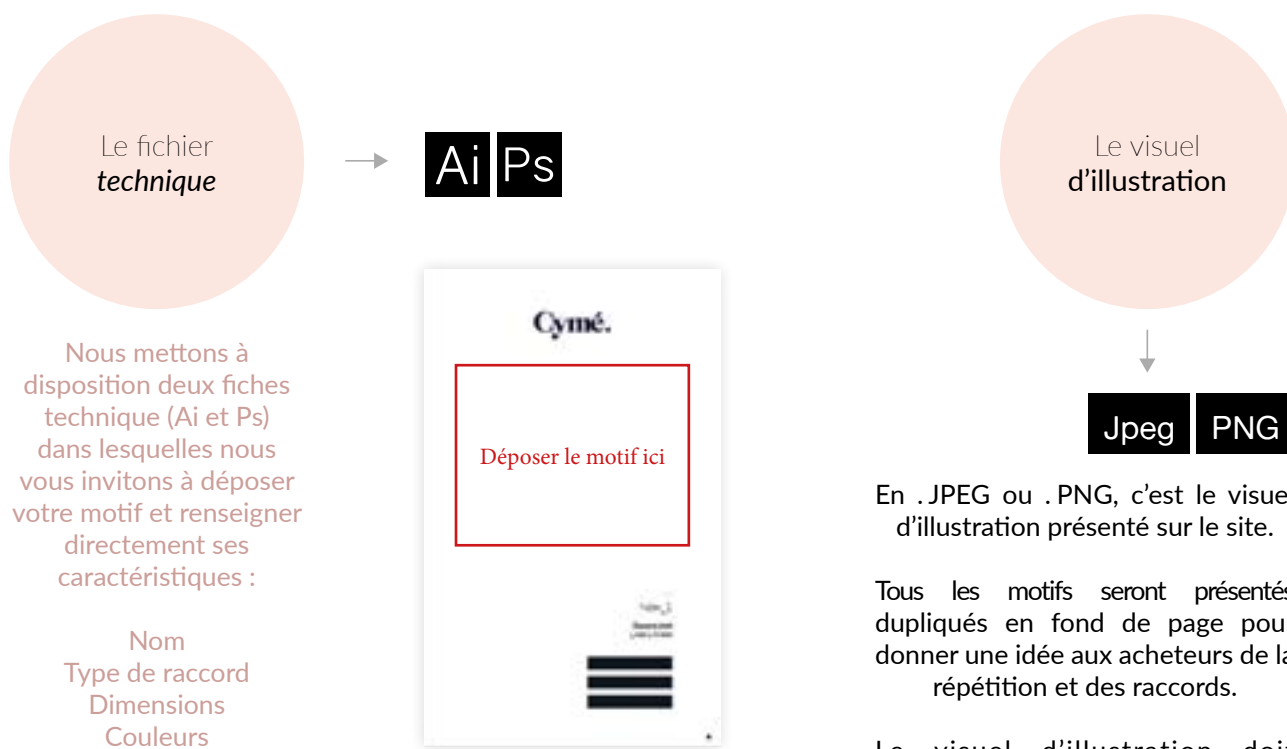 Le fichier
technique
Ai Ps
Nous mettons à
disposition deux fiches
technique (Ai et Ps)
dans lesquelles nous
vous invitons à déposer
votre motif et renseigner
directement ses
caractéristiques :
Nom
Type de raccord
Dimensions
Couleurs
Cymé.
Déposer le motif ici
Le visuel
d'illustration
Jpeg PNG
En .JPEG ou .PNG, c'est le visue
d'illustration présenté sur le site.
Tous les motifs seront présentés
dupliqués en fond de page pou
donner une idée aux acheteurs de la
répétition et des raccords.
Le visuel d'illustration doi